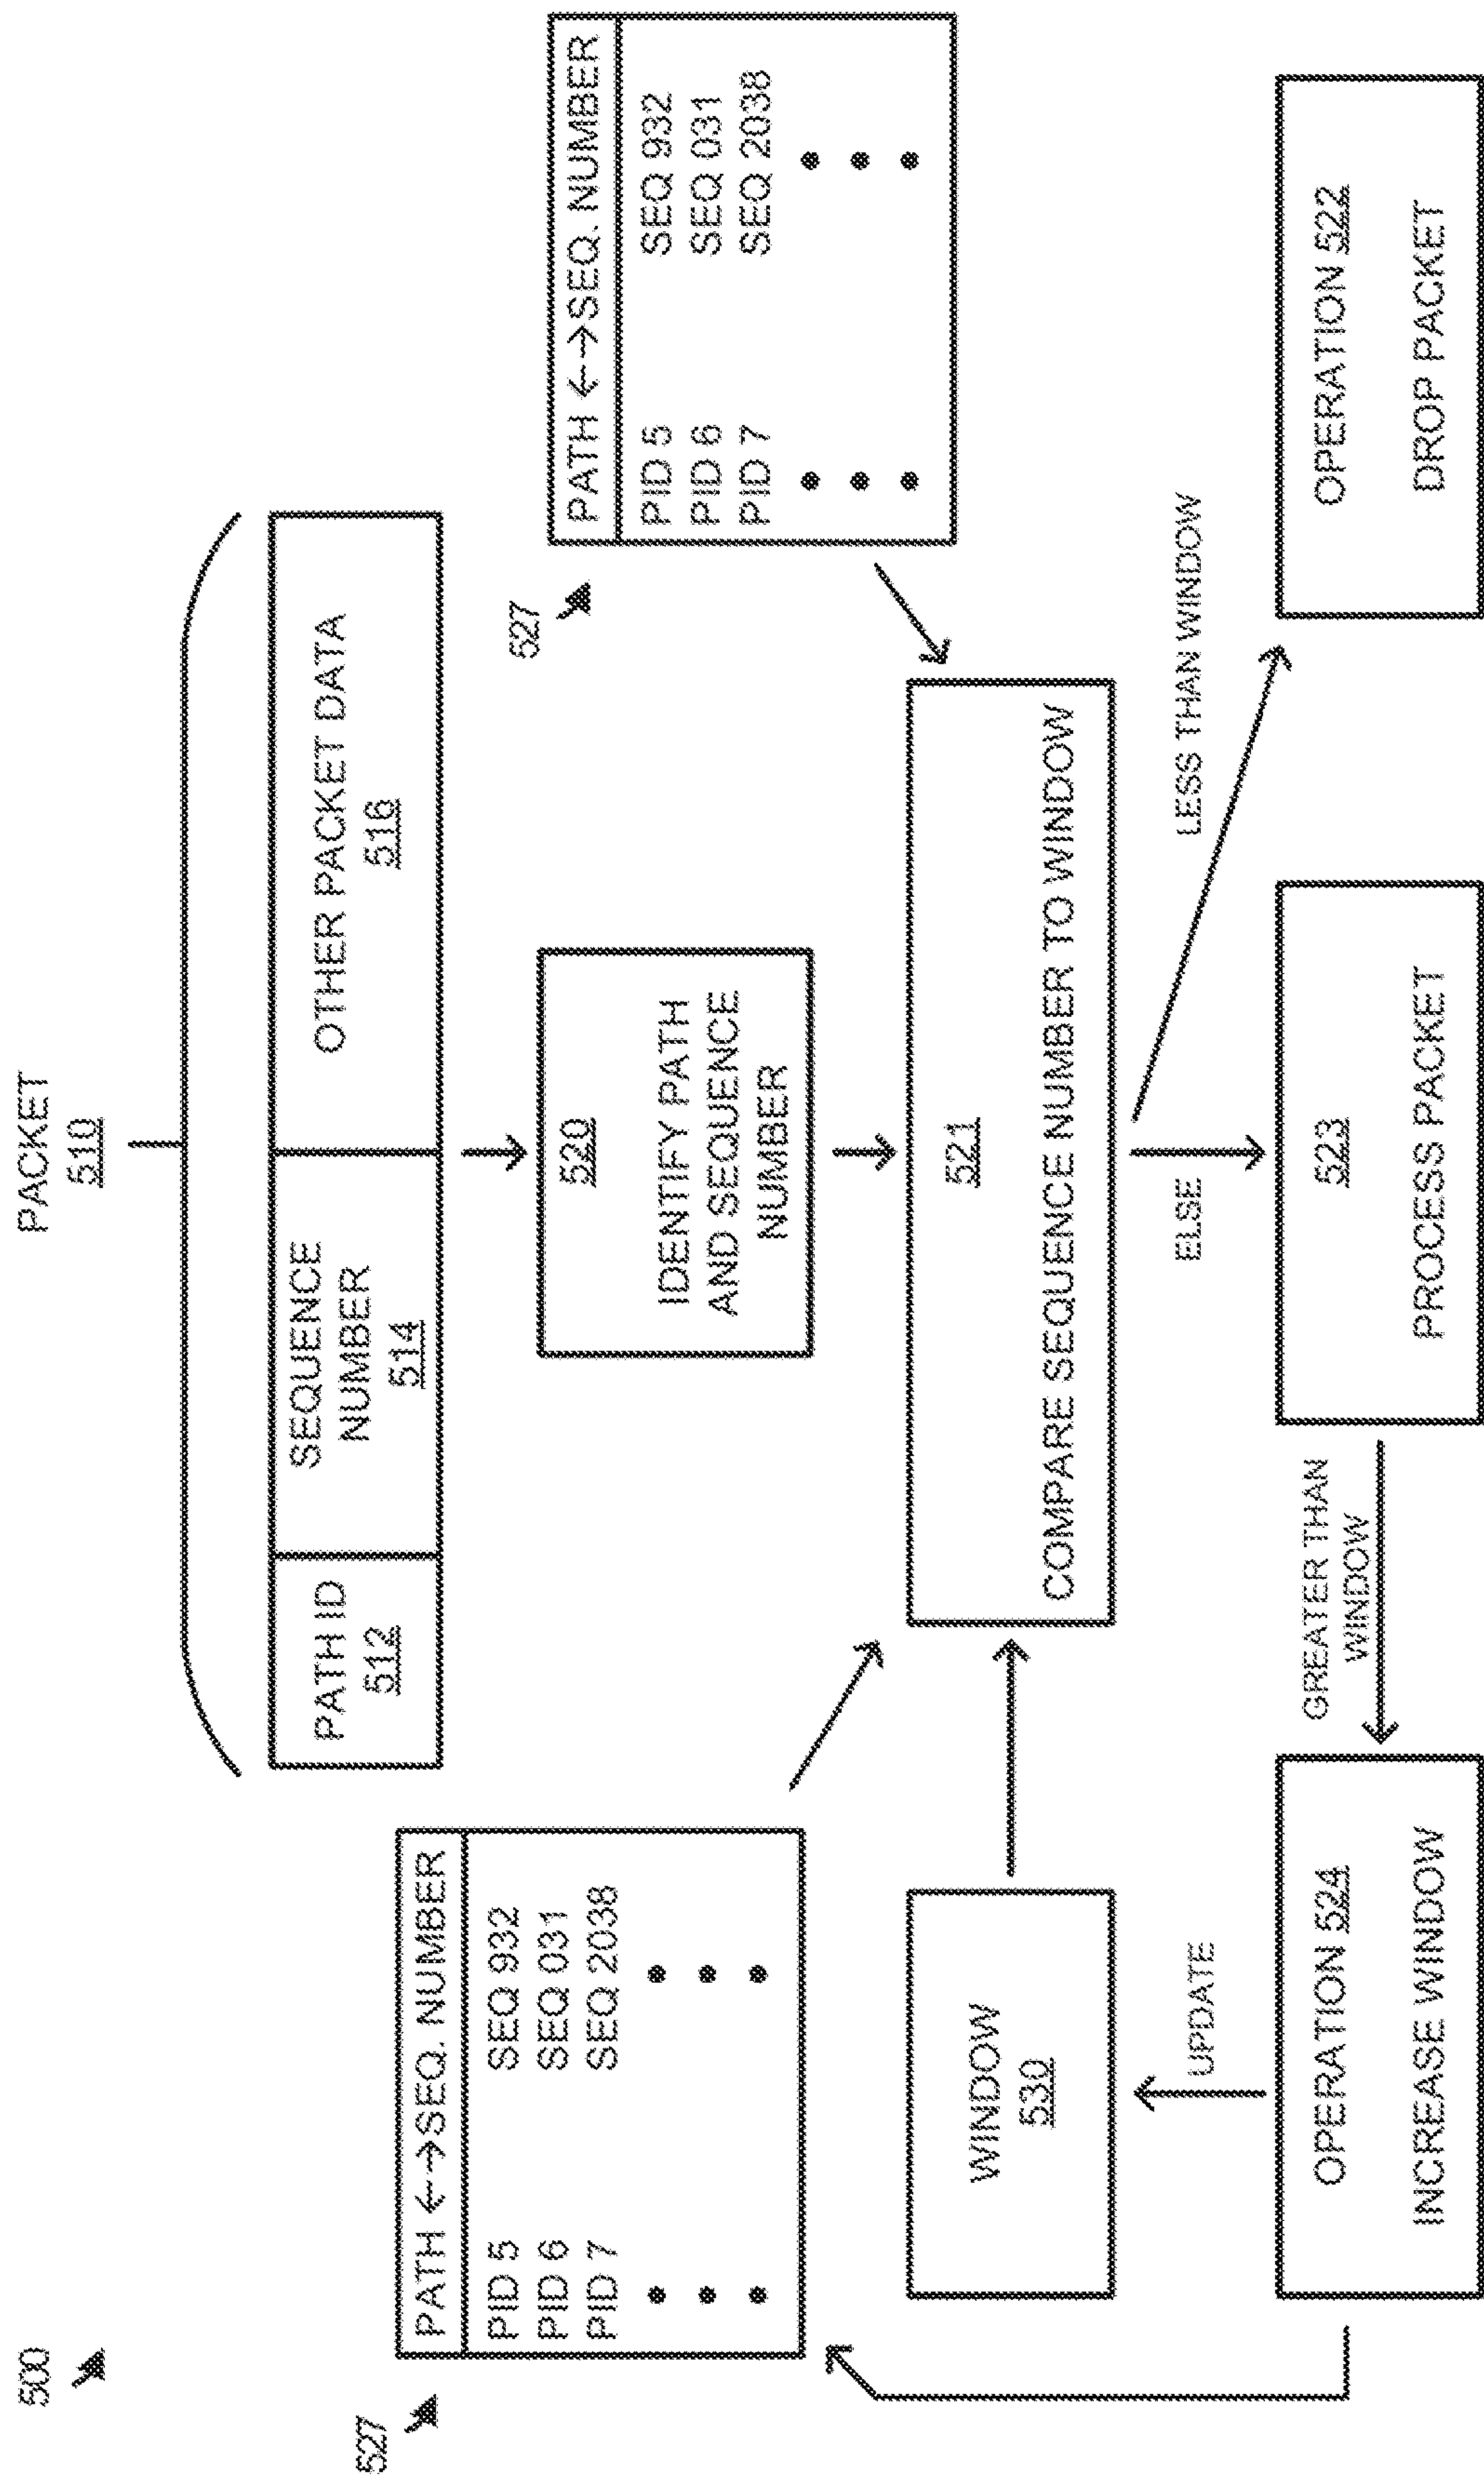 500
PACKET
510
PATH ID
512
SEQUENCE
NUMBER
514
OTHER PACKET DATA
516
527
PATH ←→SEQ. NUMBER
PID 5 SEQ 932
PID 6 SEQ 031
PID 7 SEQ 2038
520
IDENTIFY PATH
AND SEQUENCE
NUMBER
527
PATH ←→SEQ. NUMBER
PID 5 SEQ 932
PID 6 SEQ 031
PID 7 SEQ 2038
WINDOW
530
521
COMPARE SEQUENCE NUMBER TO WINDOW
UPDATE
ELSE
LESS THAN WINDOW
OPERATION 524
INCREASE WINDOW
GREATER THAN
WINDOW
523
PROCESS PACKET
OPERATION 522
DROP PACKET